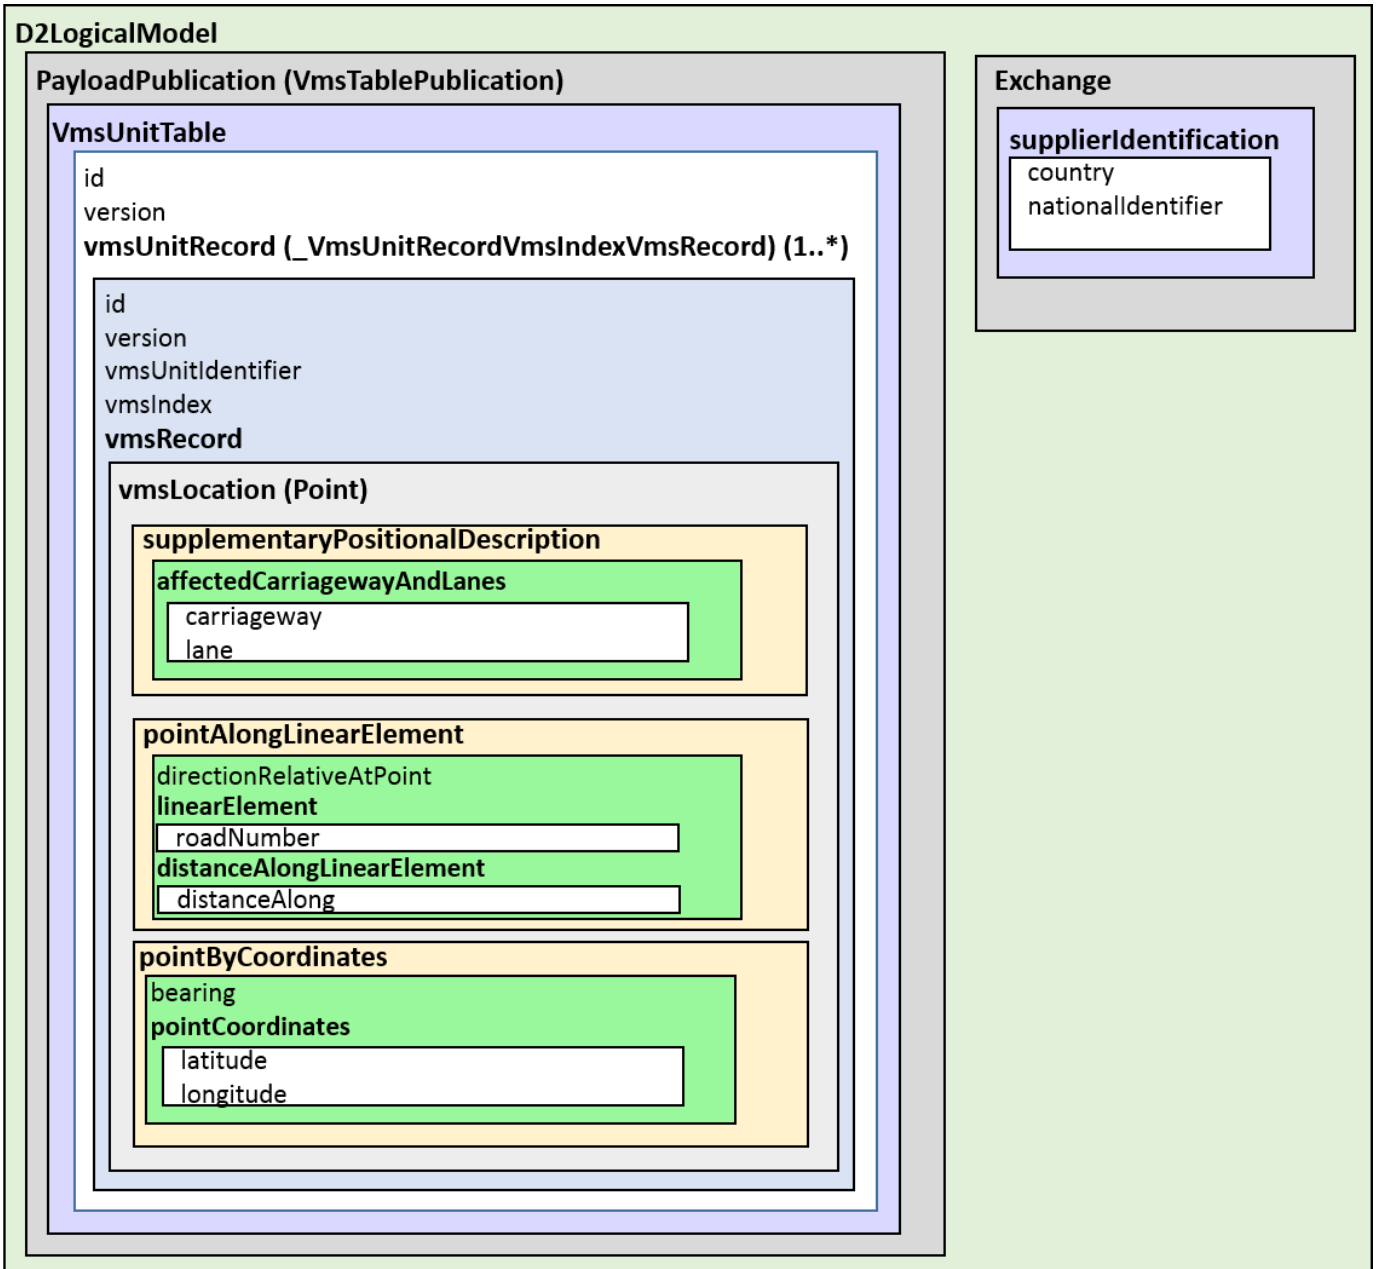 D2LogicalModel
PayloadPublication (VmsTablePublication)
VmsUnitTable
id
version
vmsUnitRecord (_VmsUnitRecordVmsIndexVmsRecord) (1..*)
id
version
vmsUnitIdentifier
vmsIndex
vmsRecord
vmsLocation (Point)
supplementaryPositionalDescription
affectedCarriagewayAndLanes
carriageway
lane
pointAlongLinearElement
directionRelativeAtPoint
linearElement
roadNumber
distanceAlongLinearElement
distanceAlong
pointByCoordinates
bearing
pointCoordinates
latitude
longitude
Exchange
supplierIdentification
country
nationalIdentifier